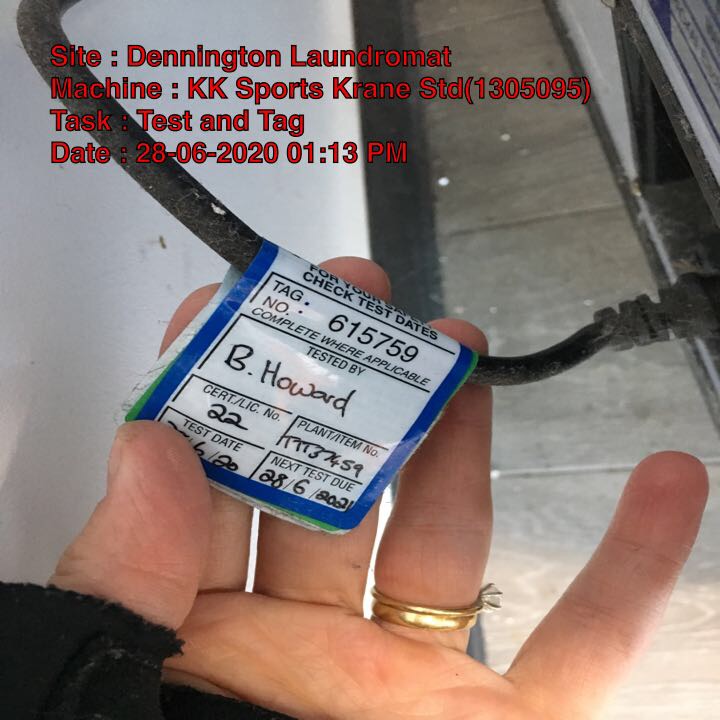 Site : Dennington Laundromat
Machine : KK Sports Krane Std(1305095)
Task : Test and Tag
Date : 28-06-2020 01:13 PM
FOR YOUR
CHECK TEST DATES
TAG NO. : 615759
COMPLETE WHERE APPLICABLE
TESTED BY
B. Howard
CERT./LIC. No. PLANT/ITEM No.
22
TEST DATE NEXT TEST DUE
28/6/2021